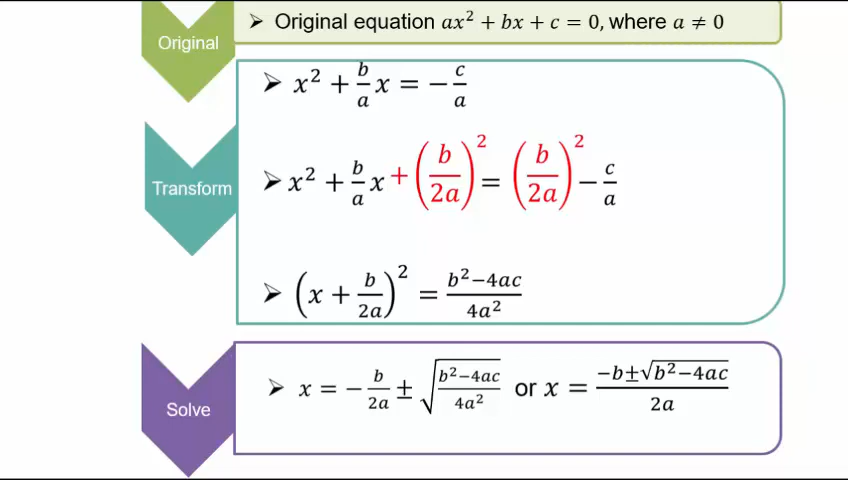 Original
➢ Original equation ax² + bx + c = 0, where a ≠ 0
➢ x² + b/a x = − c/a
Transform
➢ x² + b/a x + (b/2a)² = (b/2a)² − c/a
➢ (x + b/2a)² = b²−4ac/4a²
Solve
➢ x = − b/2a ± √(b²−4ac/4a²) or x = −b±√(b²−4ac)/2a